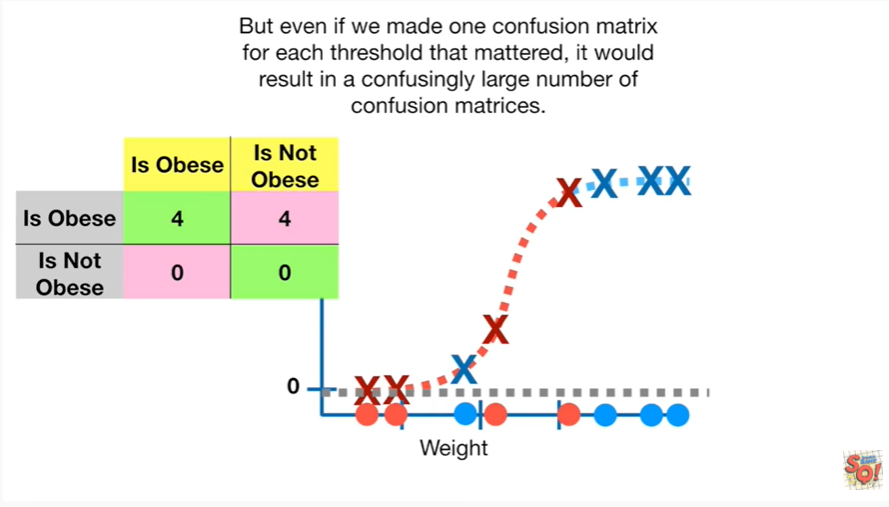 But even if we made one confusion matrix
for each threshold that mattered, it would
result in a confusingly large number of
confusion matrices.
Is Obese
Is Not
Obese
Is Obese
4
4
Is Not
Obese
0
0
X
X
X
X
X
X
X
X
0
Weight
SQ!